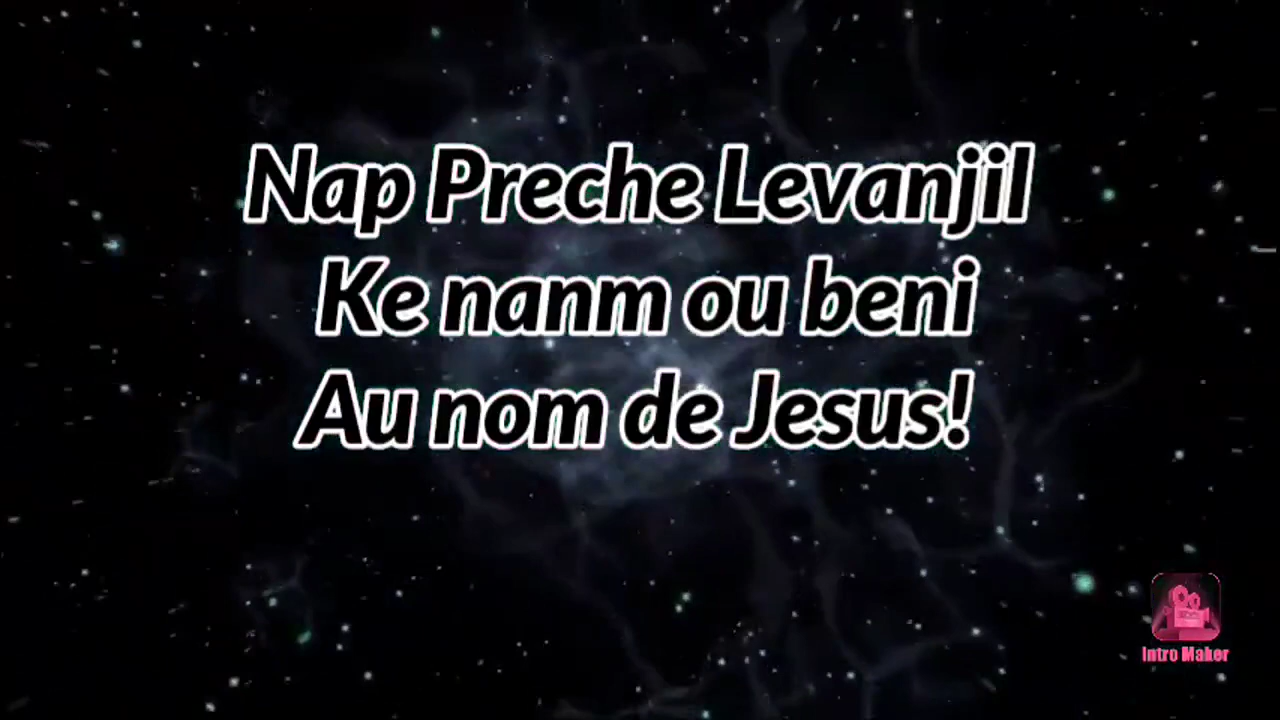 Nap Preche Levanjil
Ke nanm ou beni
Au nom de Jesus!
Intro Maker